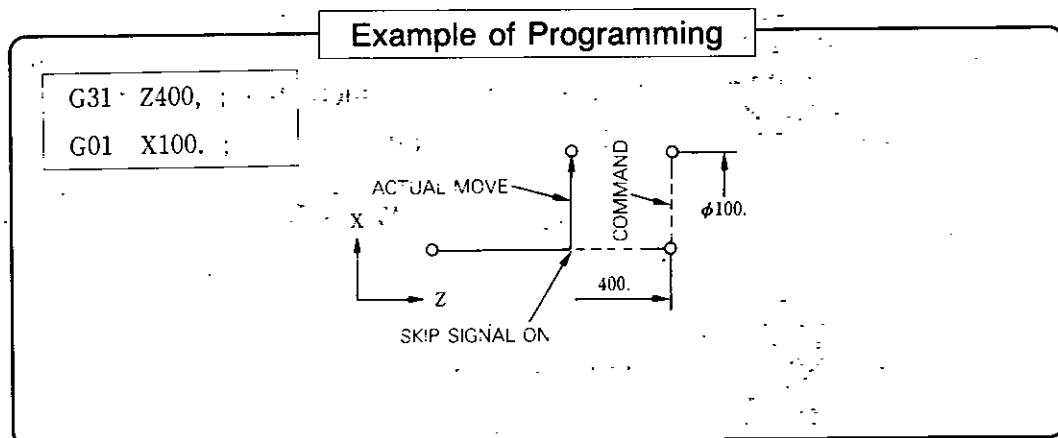 Example of Programming
G31 Z400, ;
G01 X100. ;
ACTUAL MOVE
COMMAND
φ100.
X
Z
400.
SKIP SIGNAL ON